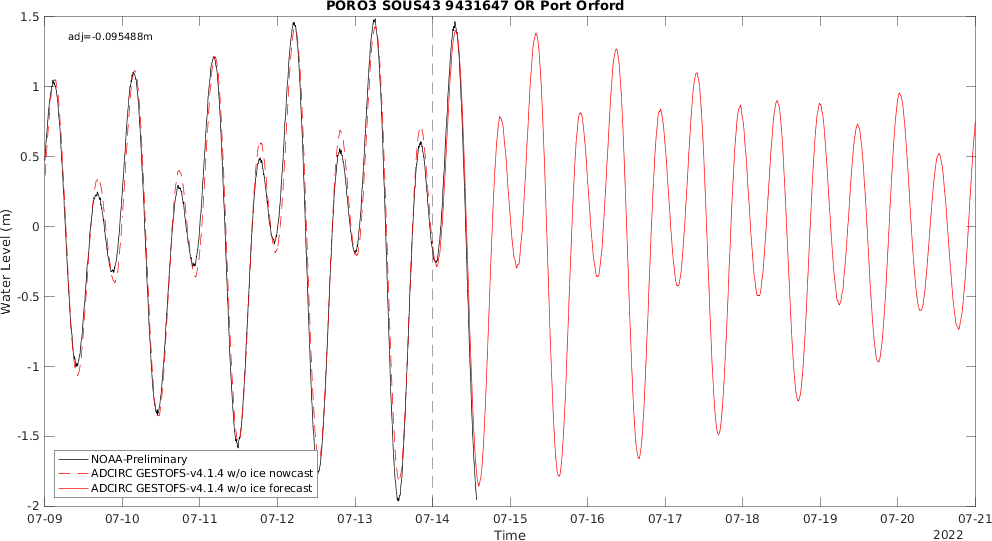 PORO3 SOUS43 9431647 OR Port Orford
adj=-0.095488m
1.5
1
0.5
0
-0.5
-1
-1.5
-2
Water Level (m)
NOAA-Preliminary
ADCIRC GESTOFS-v4.1.4 w/o ice nowcast
ADCIRC GESTOFS-v4.1.4 w/o ice forecast
07-09 07-10 07-11 07-12 07-13 07-14 07-15 07-16 07-17 07-18 07-19 07-20 07-21
Time
2022